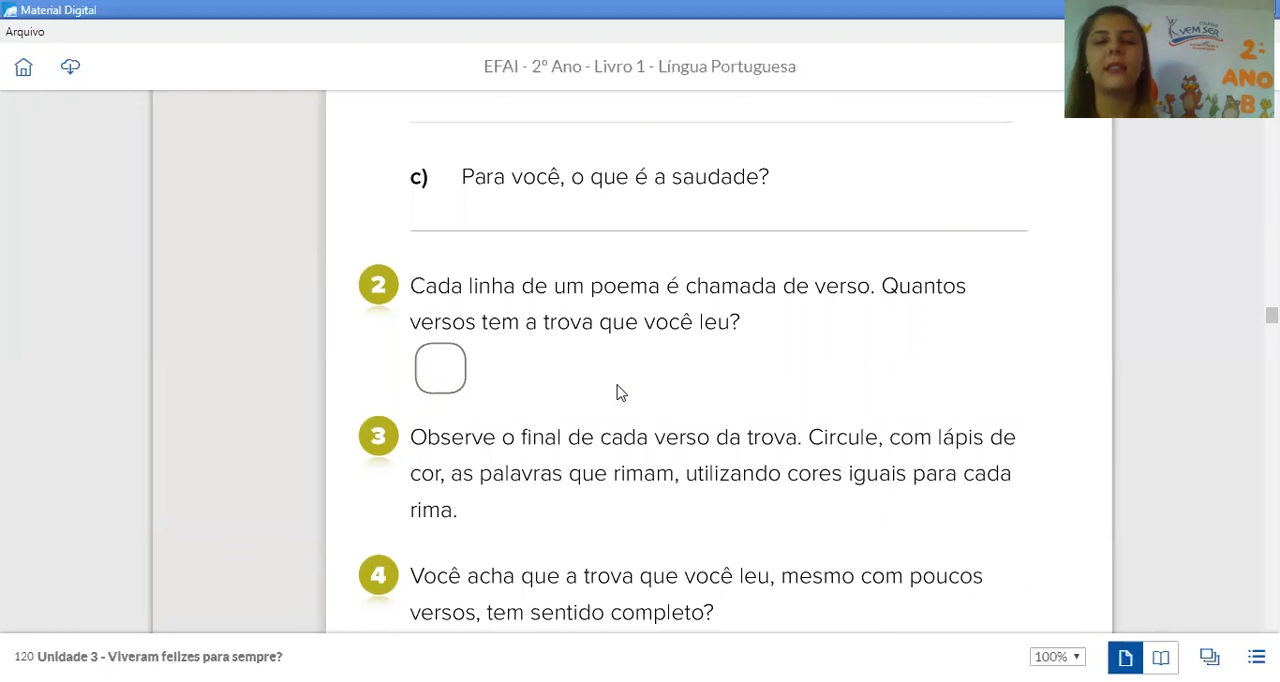 Material Digital
Arquivo
EFAI - 2º Ano - Livro 1 - Língua Portuguesa
COLÉGIO
VEM SER
2º
ANO
B
c) Para você, o que é a saudade?
2 Cada linha de um poema é chamada de verso. Quantos
versos tem a trova que você leu?
3 Observe o final de cada verso da trova. Circule, com lápis de
cor, as palavras que rimam, utilizando cores iguais para cada
rima.
4 Você acha que a trova que você leu, mesmo com poucos
versos, tem sentido completo?
120 Unidade 3 - Viveram felizes para sempre?
100%